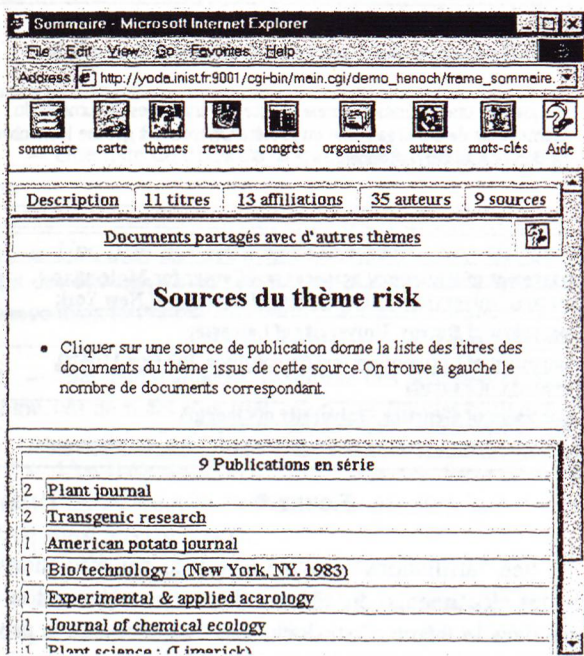 Sommaire - Microsoft Internet Explorer
File Edit View Go Favorites Help
Address http://yoda.inist.fr:9001/cgi-bin/main.cgi/demo_henoch/frame_sommaire.
sommaire carte thèmes revues congrès organismes auteurs mots-clés Aide
Description 11 titres 13 affiliations 35 auteurs 9 sources
Documents partagés avec d'autres thèmes
Sources du thème risk
• Cliquer sur une source de publication donne la liste des titres des
documents du thème issus de cette source.On trouve à gauche le
nombre de documents correspondant.
9 Publications en série
2 Plant journal
2 Transgenic research
1 American potato journal
1 Bio/technology : (New York, NY. 1983)
1 Experimental & applied acarology
1 Journal of chemical ecology
1 Plant science : (Limerick)